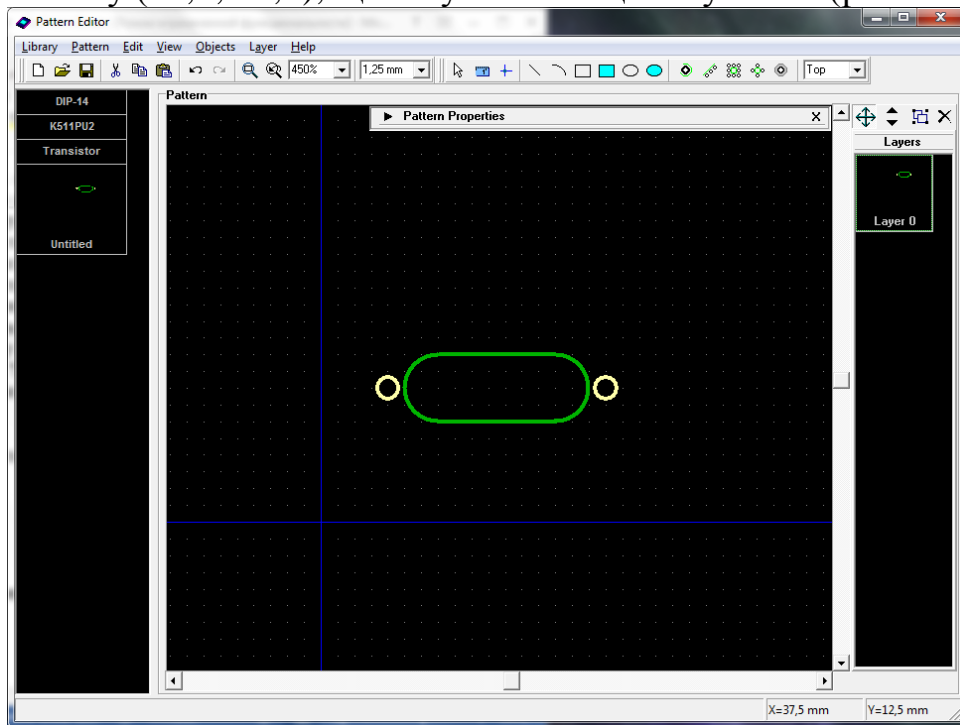 Pattern Editor
Library Pattern Edit View Objects Layer Help
450% 1,25 mm Top
DIP-14
K511PU2
Transistor
Untitled
Pattern
Pattern Properties
Layers
Layer 0
X=37,5 mm Y=12,5 mm